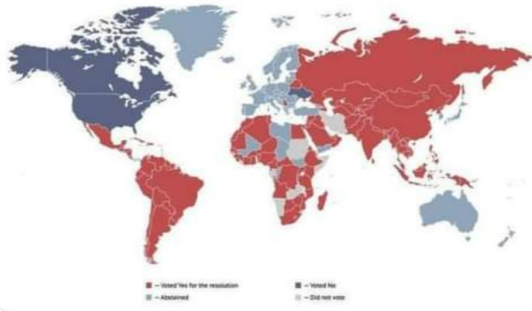 – Voted Yes for the resolution
– Voted No
– Abstained
– Did not vote